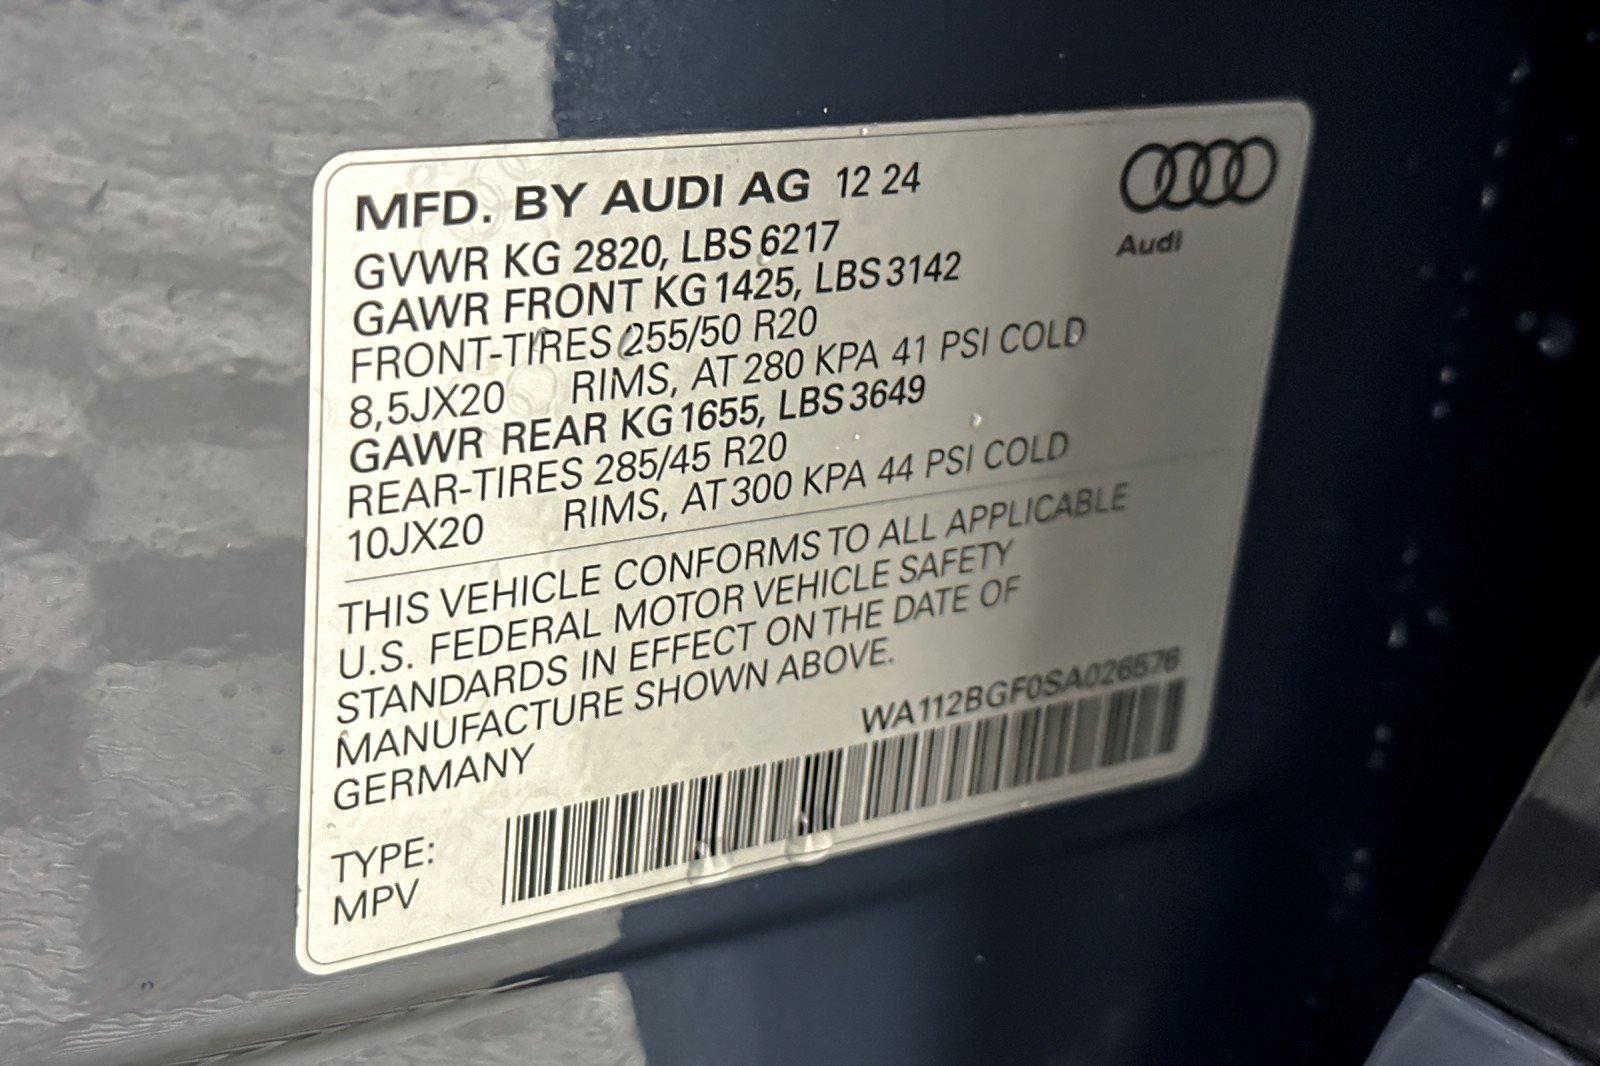 MFD. BY AUDI AG 12 24
Audi
GVWR KG 2820, LBS 6217
GAWR FRONT KG 1425, LBS 3142
FRONT-TIRES 255/50 R20
8,5JX20 RIMS, AT 280 KPA 41 PSI COLD
GAWR REAR KG 1655, LBS 3649
REAR-TIRES 285/45 R20
10JX20 RIMS, AT 300 KPA 44 PSI COLD
THIS VEHICLE CONFORMS TO ALL APPLICABLE
U.S. FEDERAL MOTOR VEHICLE SAFETY
STANDARDS IN EFFECT ON THE DATE OF
MANUFACTURE SHOWN ABOVE.
WA112BGF0SA026576
GERMANY
TYPE:
MPV